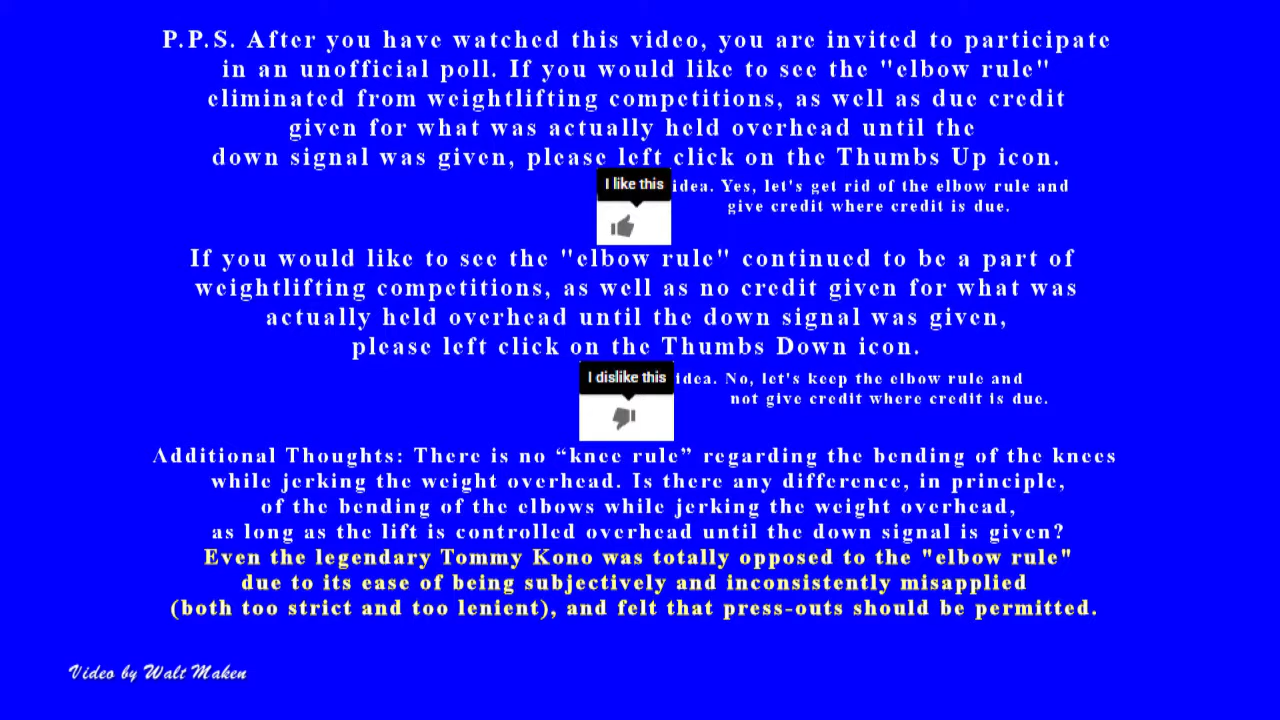 P.P.S. After you have watched this video, you are invited to participate
in an unofficial poll. If you would like to see the "elbow rule"
eliminated from weightlifting competitions, as well as due credit
given for what was actually held overhead until the
down signal was given, please left click on the Thumbs Up icon.
I like this idea. Yes, let's get rid of the elbow rule and
give credit where credit is due.
If you would like to see the "elbow rule" continued to be a part of
weightlifting competitions, as well as no credit given for what was
actually held overhead until the down signal was given,
please left click on the Thumbs Down icon.
I dislike this idea. No, let's keep the elbow rule and
not give credit where credit is due.
Additional Thoughts: There is no “knee rule” regarding the bending of the knees
while jerking the weight overhead. Is there any difference, in principle,
of the bending of the elbows while jerking the weight overhead,
as long as the lift is controlled overhead until the down signal is given?
Even the legendary Tommy Kono was totally opposed to the "elbow rule"
due to its ease of being subjectively and inconsistently misapplied
(both too strict and too lenient), and felt that press-outs should be permitted.
Video by Walt Maken